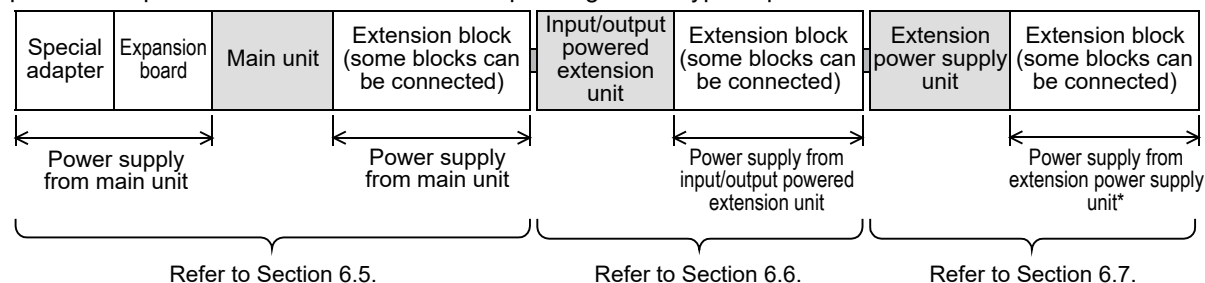 Special
adapter
Expansion
board
Main unit
Extension block
(some blocks can
be connected)
Input/output
powered
extension
unit
Extension block
(some blocks can
be connected)
Extension
power supply
unit
Extension block
(some blocks can
be connected)
Power supply
from main unit
Power supply
from main unit
Power supply from
input/output powered
extension unit
Power supply from
extension power supply
unit*
Refer to Section 6.5.
Refer to Section 6.6.
Refer to Section 6.7.